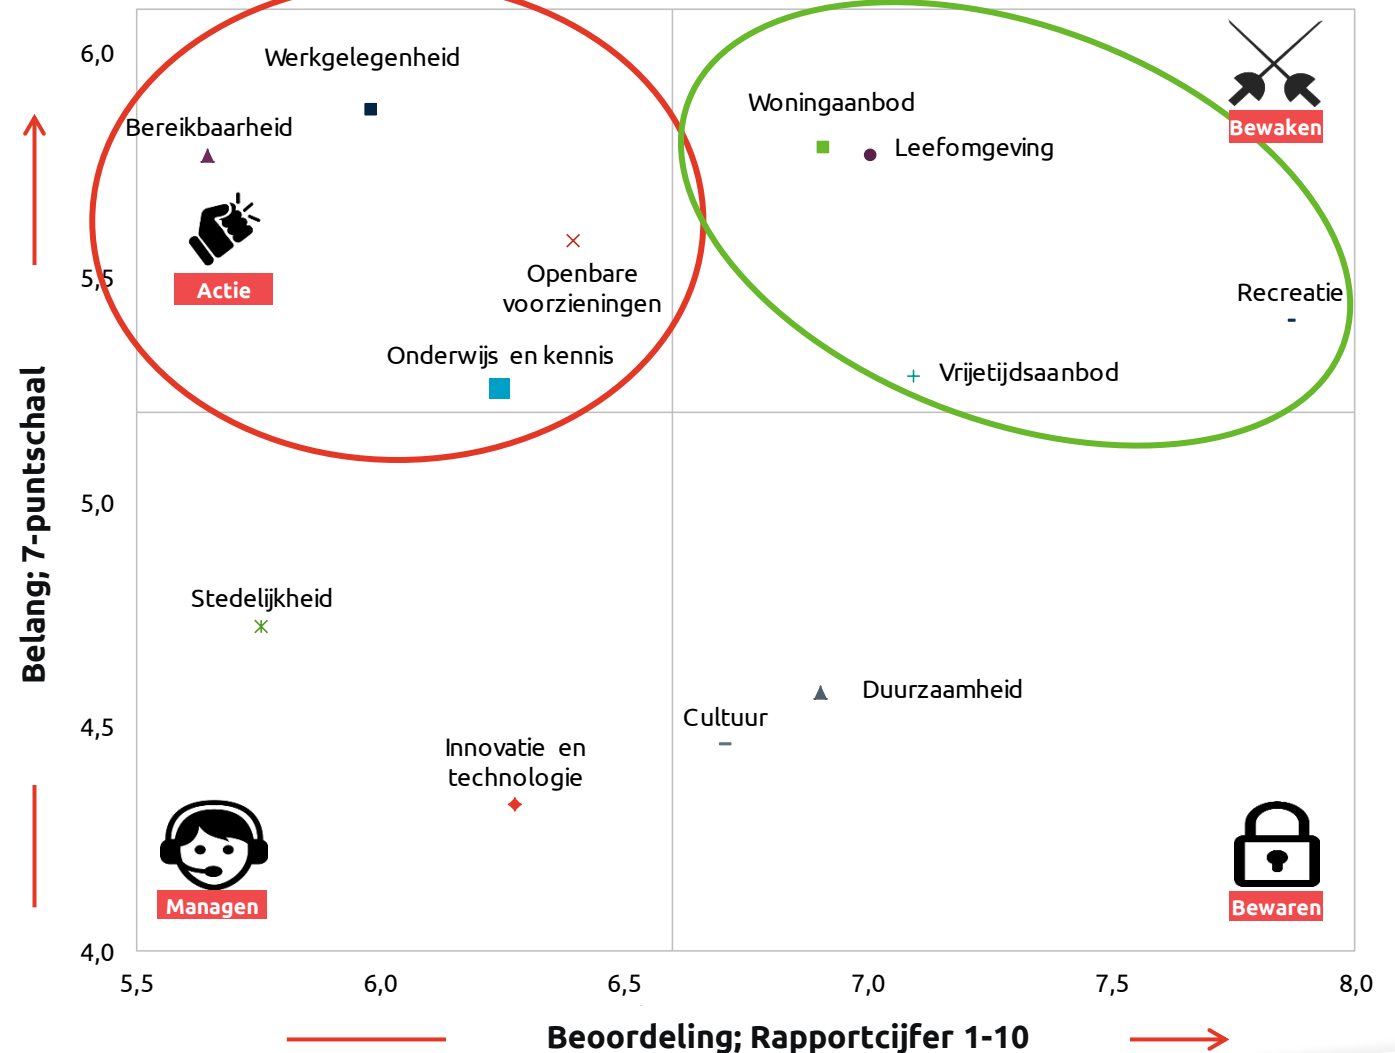 6,0
Werkgelegenheid
Woningaanbod
Bewaken
Bereikbaarheid
Leefomgeving
5,5
Actie
Openbare
voorzieningen
Recreatie
Onderwijs en kennis
Vrijetijdsaanbod
Belang; 7-puntschaal
5,0
Stedelijkheid
Duurzaamheid
Cultuur
4,5
Innovatie en
technologie
Managen
Bewaren
4,0
5,5 6,0 6,5 7,0 7,5 8,0
Beoordeling; Rapportcijfer 1-10